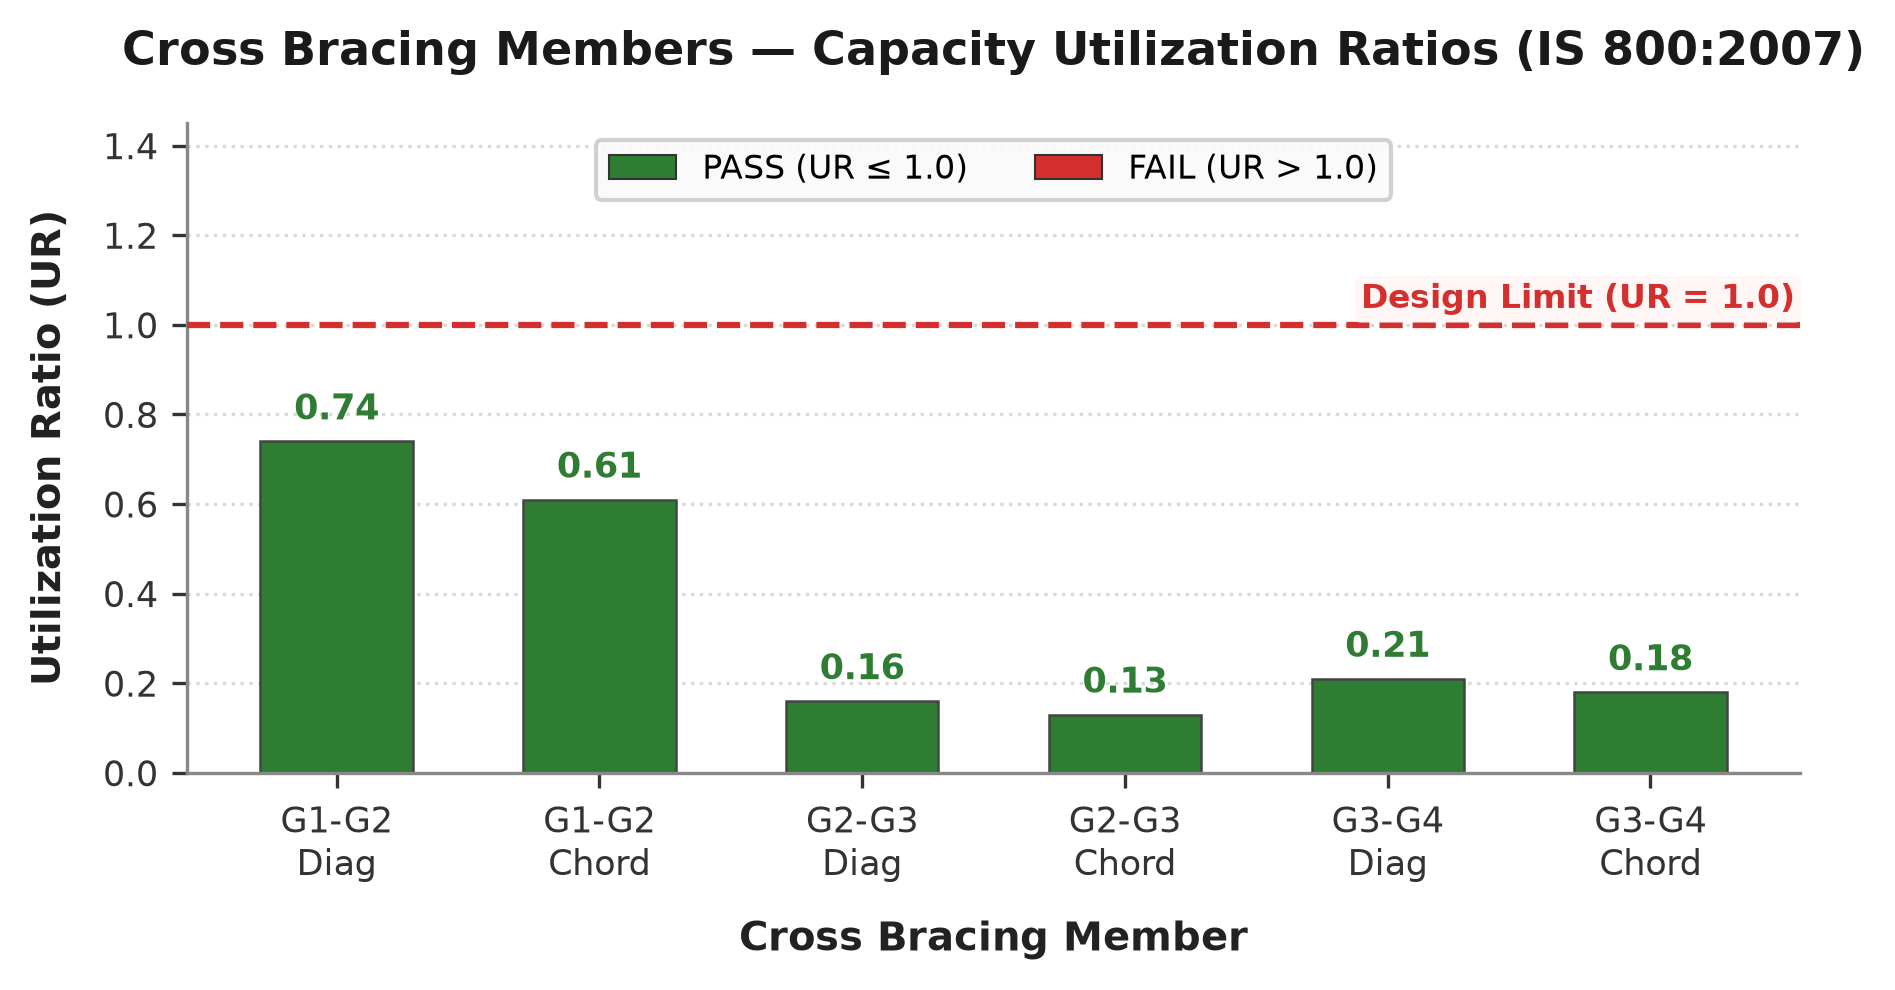 Cross Bracing Members — Capacity Utilization Ratios (IS 800:2007)
PASS (UR ≤ 1.0)
FAIL (UR > 1.0)
Design Limit (UR = 1.0)
Utilization Ratio (UR)
1.4
1.2
1.0
0.8
0.6
0.4
0.2
0.0
0.74
0.61
0.16
0.13
0.21
0.18
G1-G2
Diag
G1-G2
Chord
G2-G3
Diag
G2-G3
Chord
G3-G4
Diag
G3-G4
Chord
Cross Bracing Member